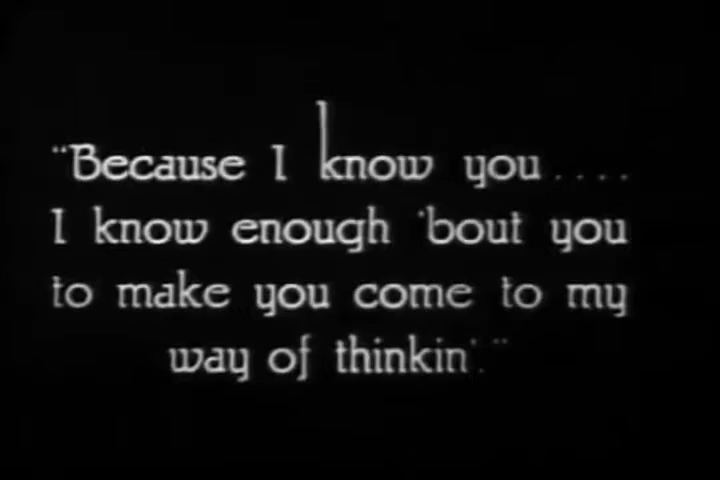 "Because I know you....
I know enough 'bout you
to make you come to my
way of thinkin'."